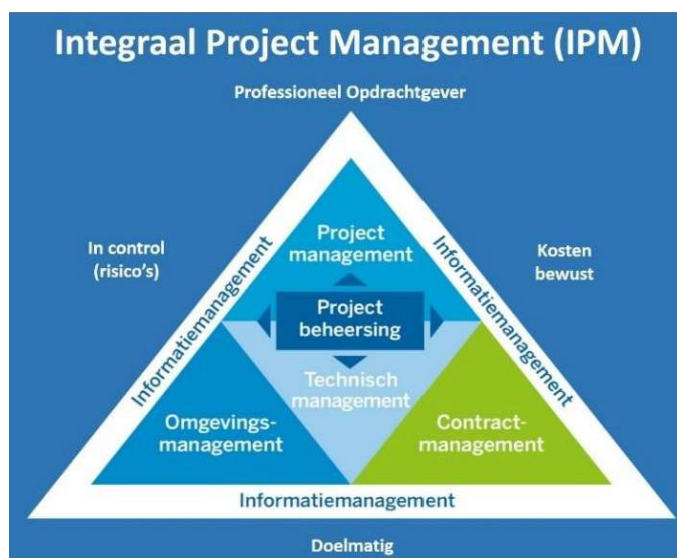 Integraal Project Management (IPM)
Professioneel Opdrachtgever
In control
(risico's)
Kosten
bewust
Informatiemanagement
Informatiemanagement
Project
management
Project
beheersing
Technisch
management
Omgevings-
management
Contract-
management
Informatiemanagement
Doelmatig